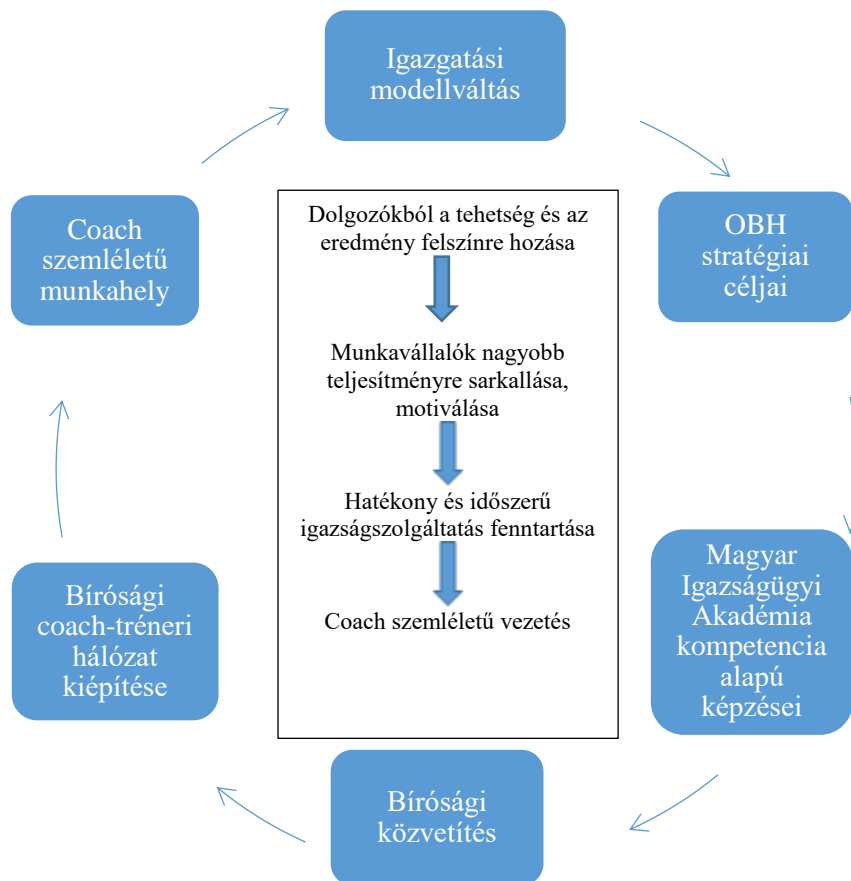 Igazgatási
modellváltás
OBH
stratégiai
céljai
Magyar
Igazságügyi
Akadémia
kompetencia
alapú
képzései
Bírósági
közvetítés
Bírósági
coach-tréneri
hálózat
kiépítése
Coach
szemléletű
munkahely
Dolgozókból a tehetség és az
eredmény felszínre hozása
Munkavállalók nagyobb
teljesítményre sarkallása,
motiválása
Hatékony és időszerű
igazságszolgáltatás fenntartása
Coach szemléletű vezetés